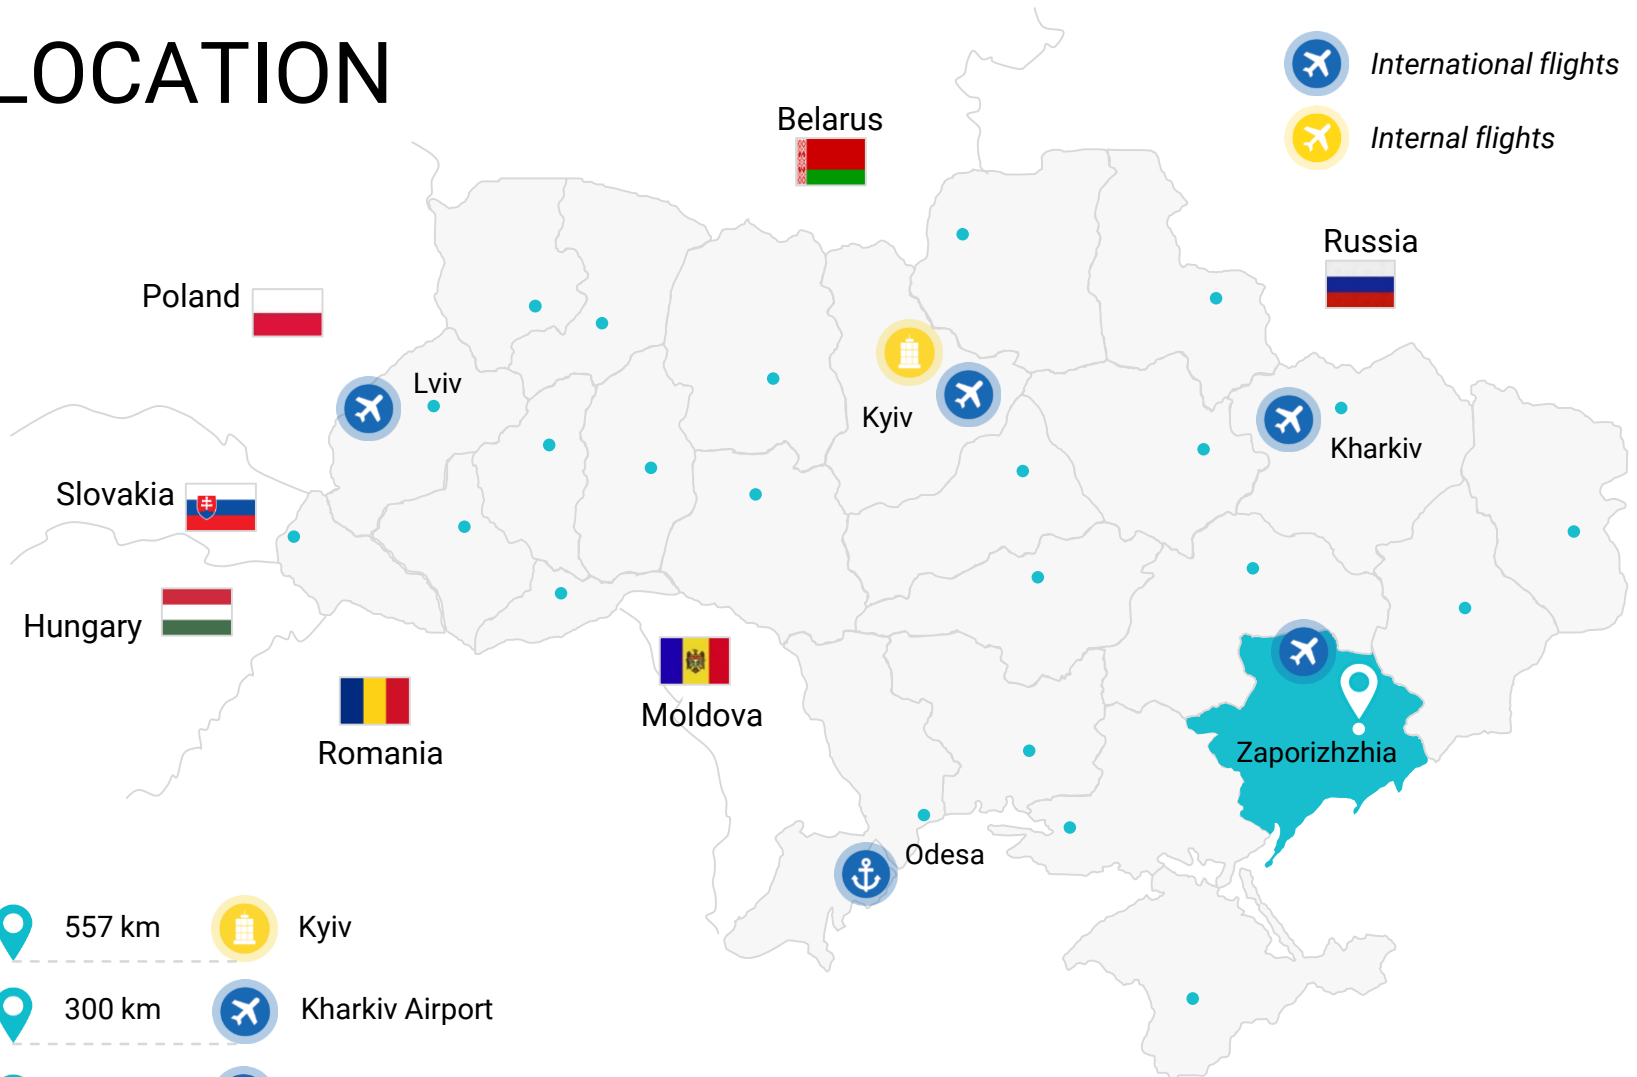 LOCATION
International flights
Internal flights
Belarus
Russia
Poland
Lviv
Kyiv
Kharkiv
Slovakia
Hungary
Moldova
Romania
Zaporizhzhia
Odesa
557 km Kyiv
300 km Kharkiv Airport